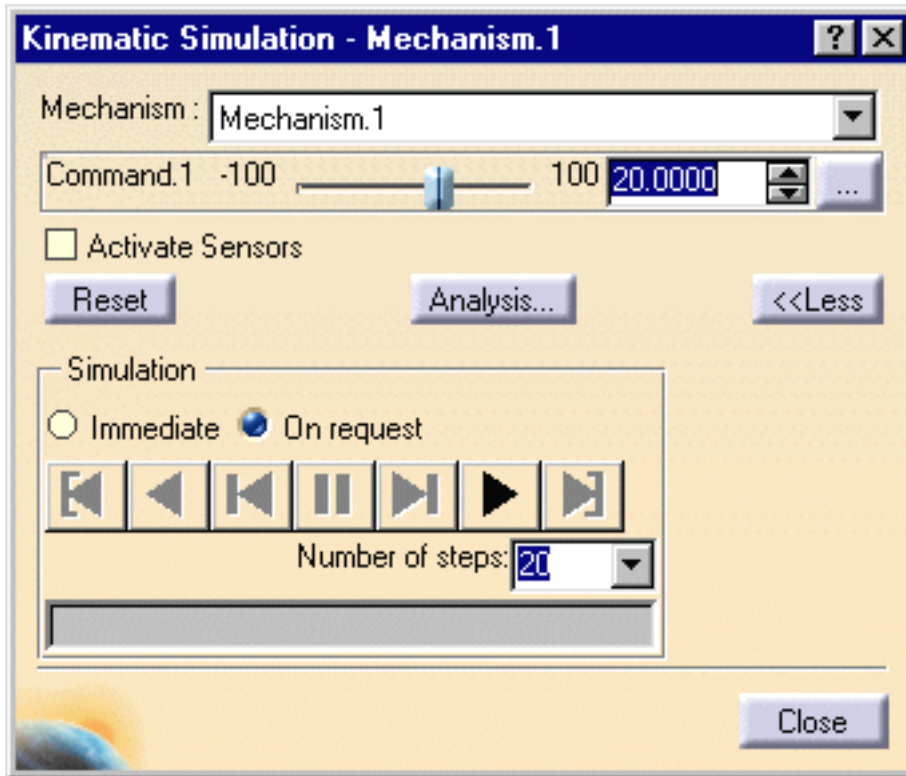 Kinematic Simulation - Mechanism.1 ? X
Mechanism : Mechanism.1
Command.1 -100 100 20.0000 ...
Activate Sensors
Reset Analysis... <<Less
Simulation
Immediate On request
Number of steps: 20
Close